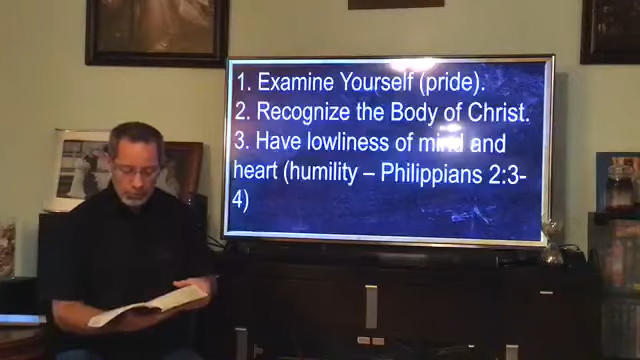 1. Examine Yourself (pride).
2. Recognize the Body of Christ.
3. Have lowliness of mind and
heart (humility – Philippians 2:3-
4)